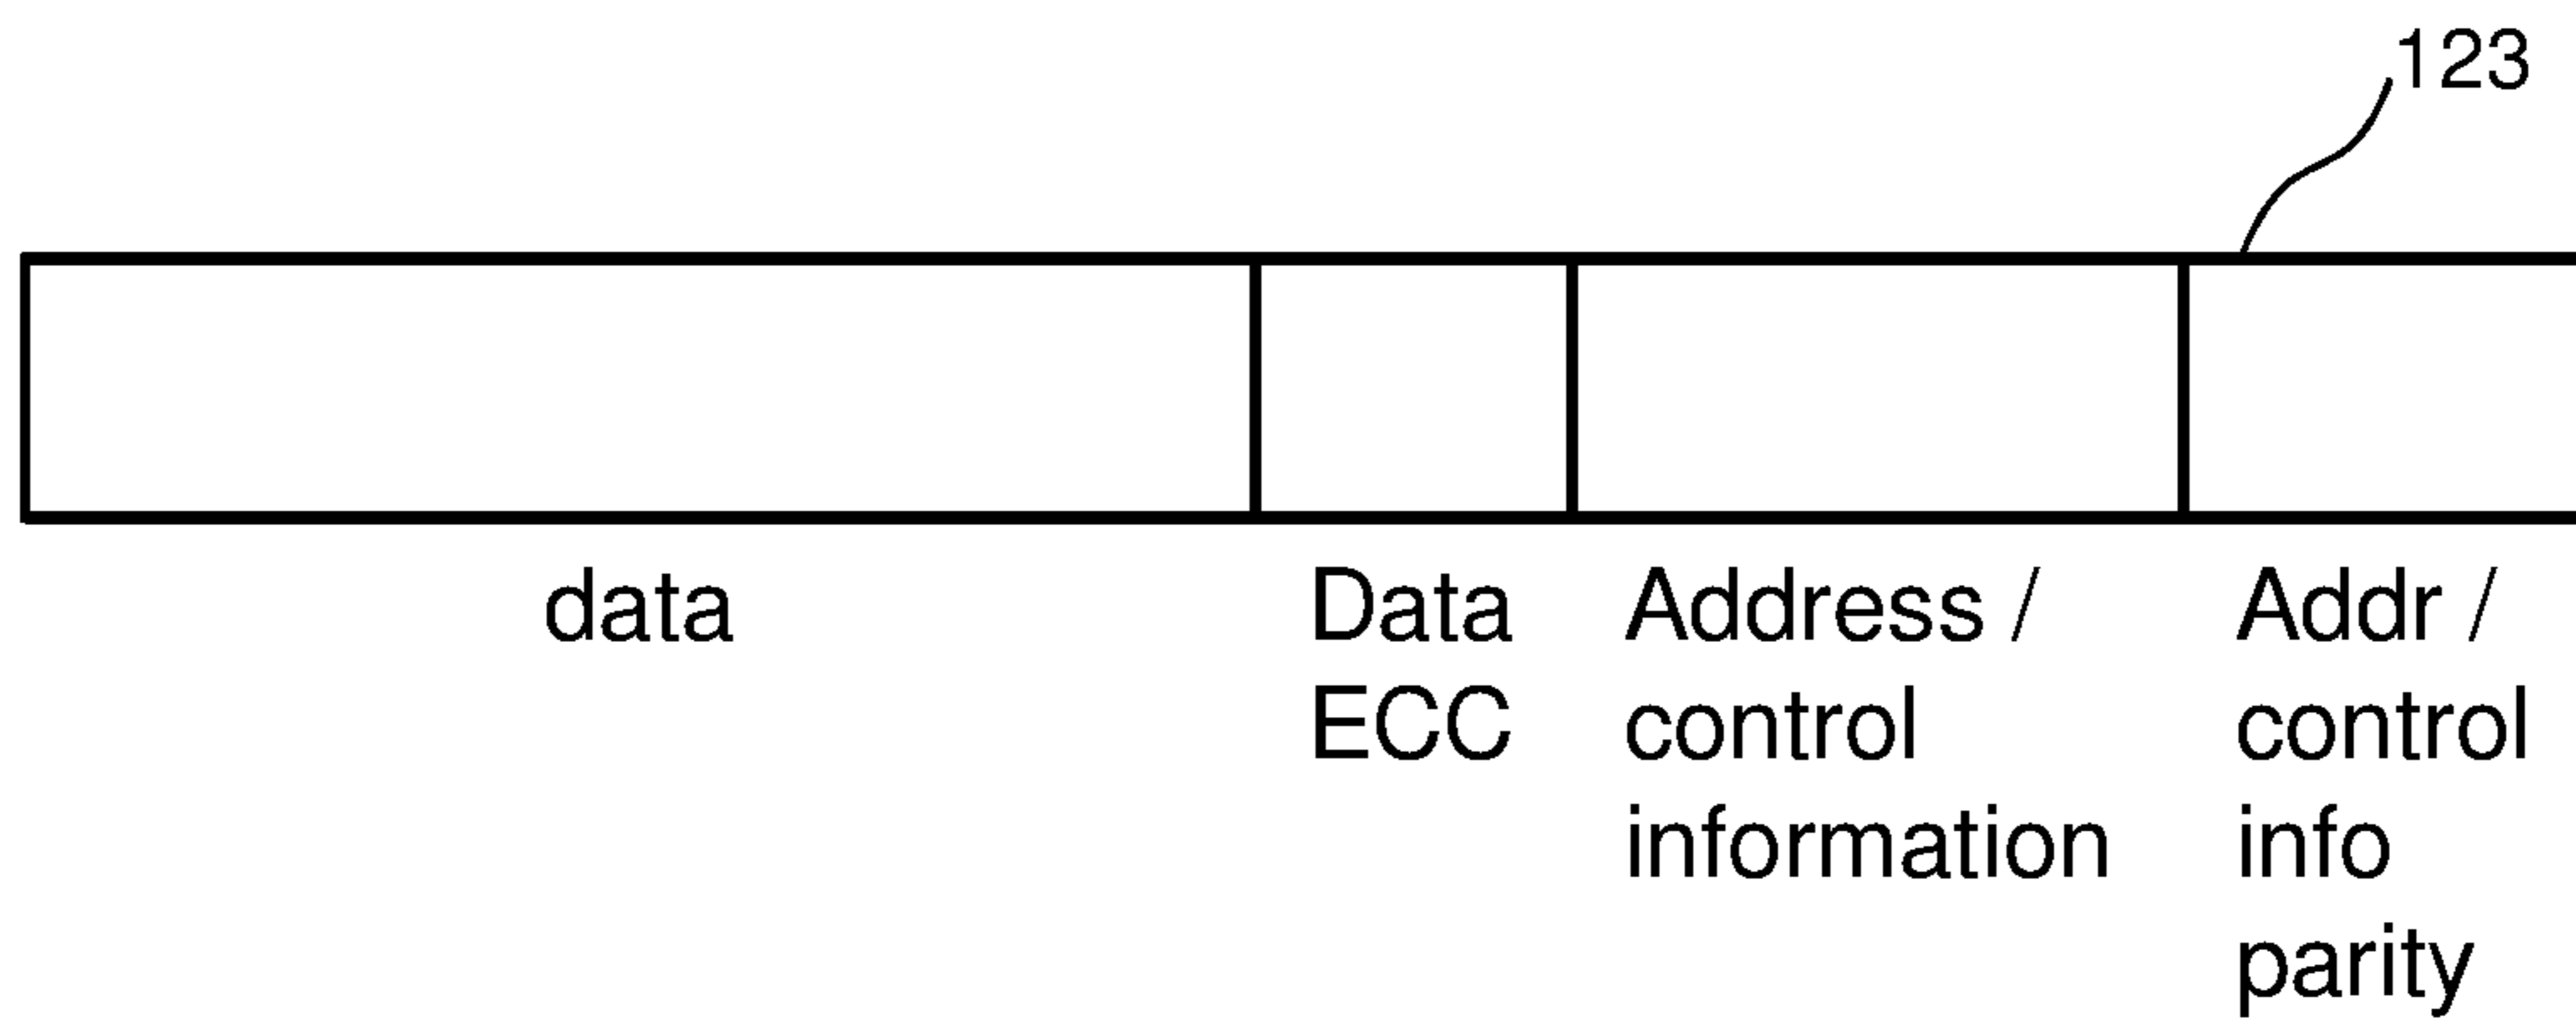 123
data
Data
ECC
Address /
control
information
Addr /
control
info
parity